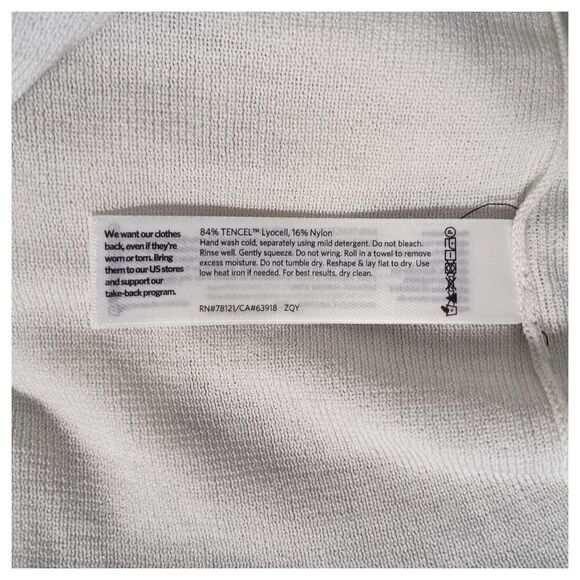 We want our clothes
back, even if they're
worn or torn. Bring
them to our US stores
and support our
take-back program.
84% TENCEL™ Lyocell, 16% Nylon
Hand wash cold, separately using mild detergent. Do not bleach.
Rinse well. Gently squeeze. Do not wring. Roll in a towel to remove
excess moisture. Do not tumble dry. Reshape & lay flat to dry. Use
low heat iron if needed. For best results, dry clean.
RN#78121/CA#63918 ZQY